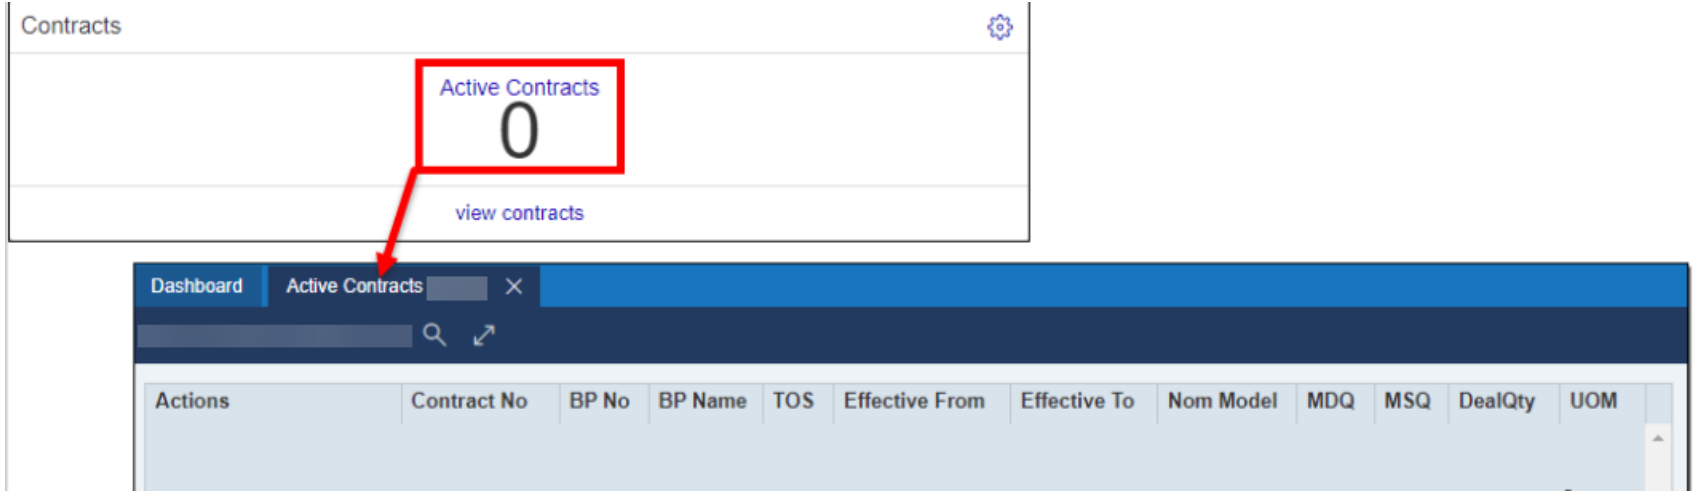 Contracts
Active Contracts
0
view contracts
Dashboard Active Contracts
Actions Contract No BP No BP Name TOS Effective From Effective To Nom Model MDQ MSQ DealQty UOM